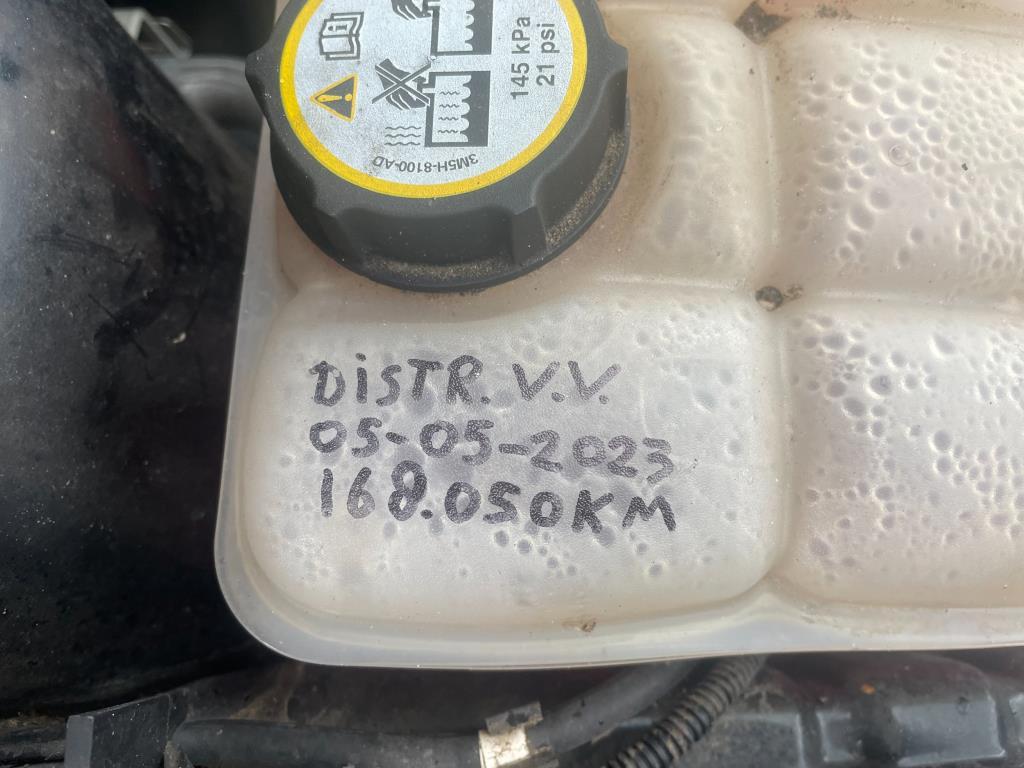 145 kPa
21 psi
3M5H-8100-AD
DiSTR. V.V.
05-05-2023
168.050KM